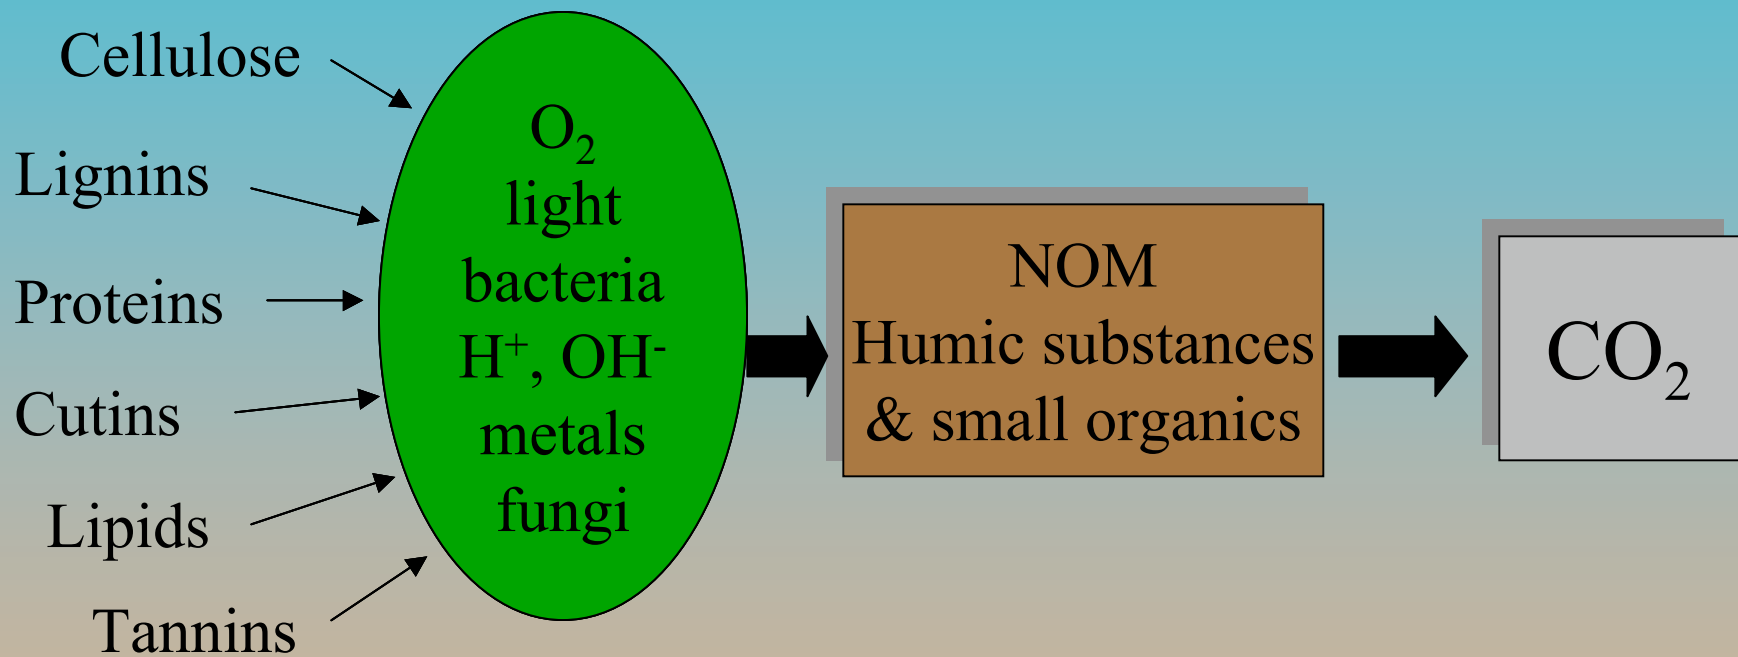 Cellulose
Lignins
Proteins
Cutins
Lipids
Tannins
O₂
light
bacteria
H⁺, OH⁻
metals
fungi
NOM
Humic substances
& small organics
CO₂